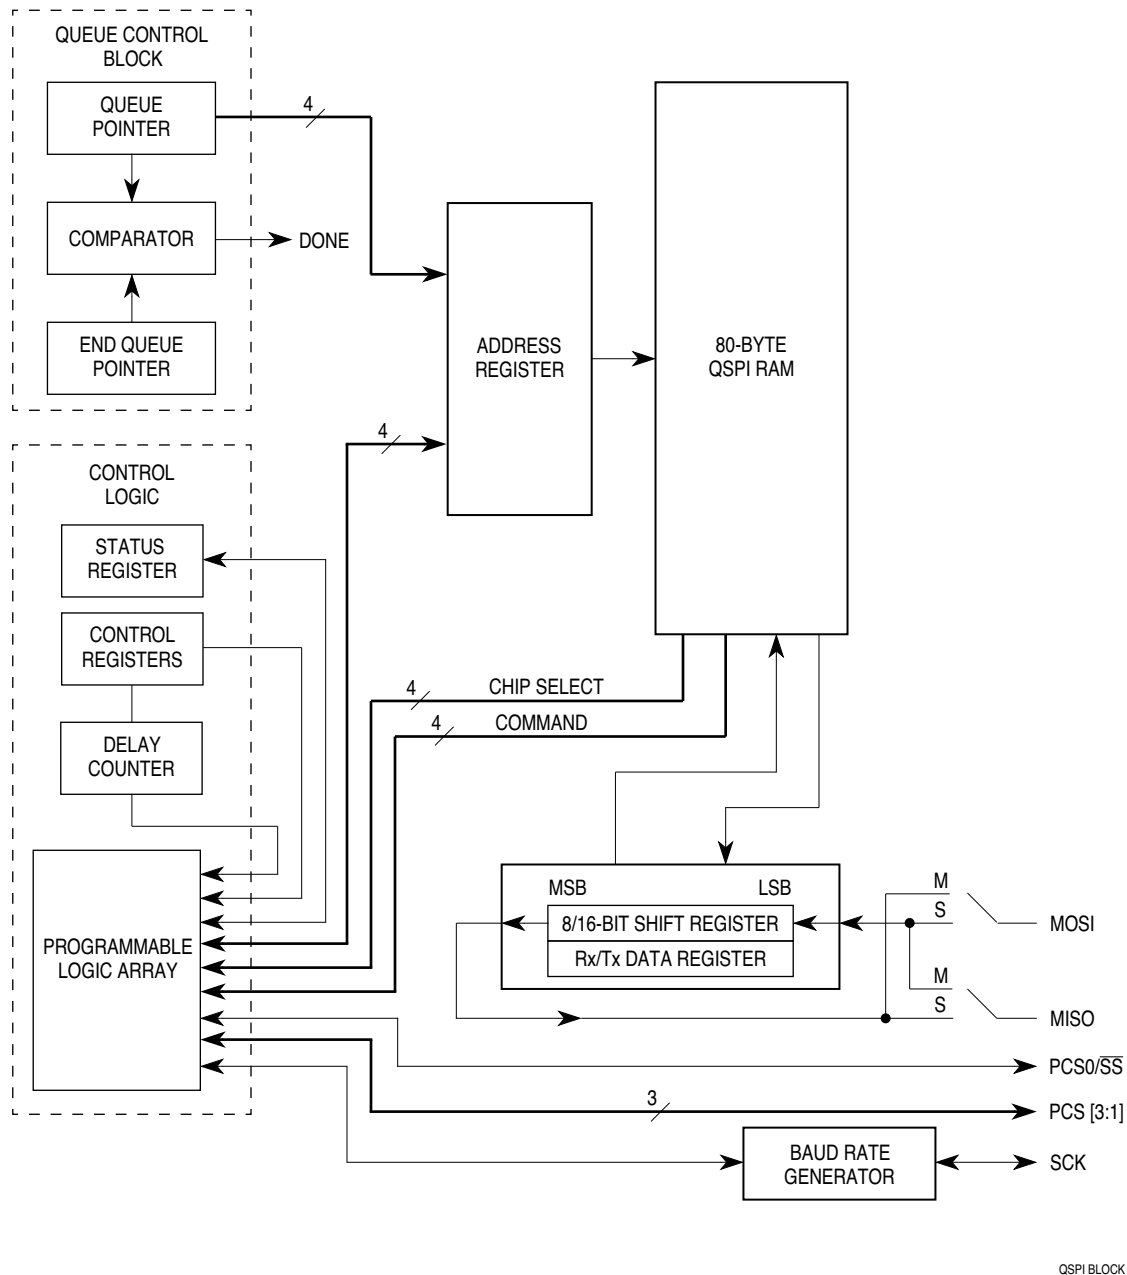 QUEUE CONTROL
BLOCK
QUEUE
POINTER
4
COMPARATOR
DONE
END QUEUE
POINTER
ADDRESS
REGISTER
80-BYTE
QSPI RAM
4
CONTROL
LOGIC
STATUS
REGISTER
CONTROL
REGISTERS
DELAY
COUNTER
4
CHIP SELECT
4
COMMAND
PROGRAMMABLE
LOGIC ARRAY
MSB
LSB
8/16-BIT SHIFT REGISTER
Rx/Tx DATA REGISTER
M
S
MOSI
M
S
MISO
PCS0/S̅S̅
3
PCS [3:1]
BAUD RATE
GENERATOR
SCK
QSPI BLOCK